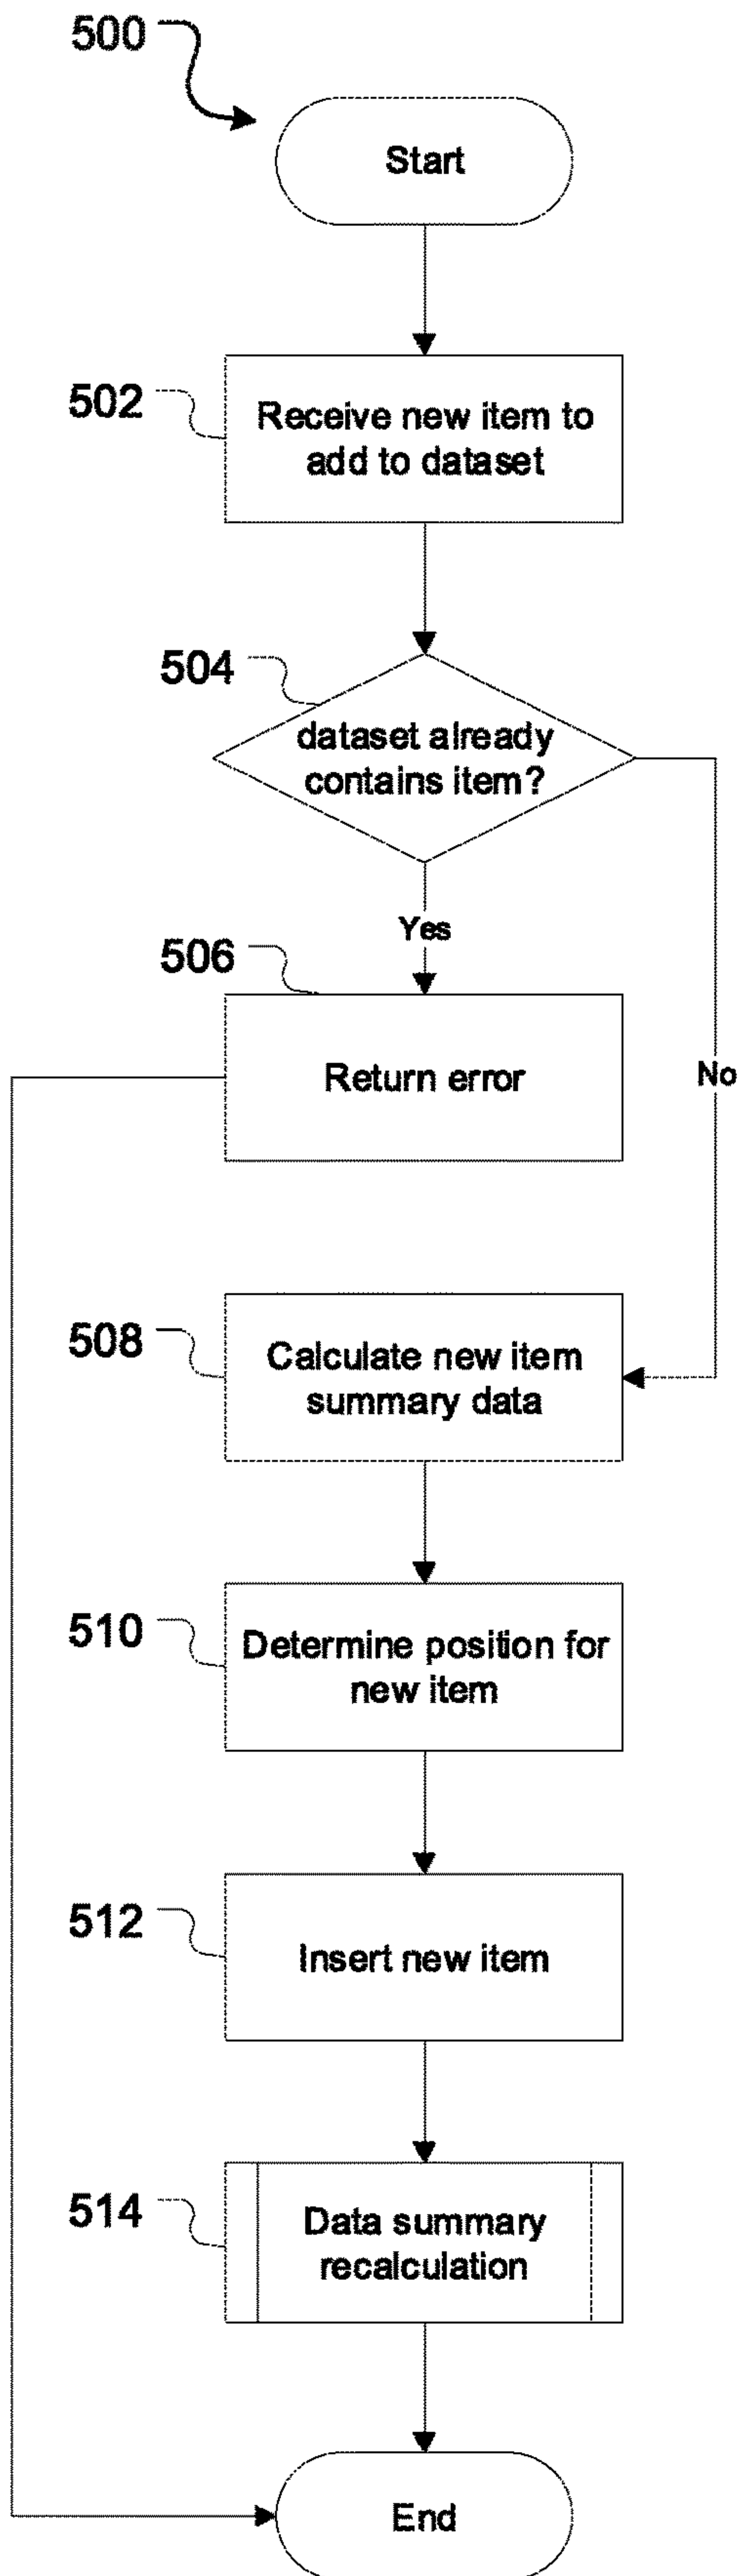 500
Start
502
Receive new item to
add to dataset
504
dataset already
contains item?
Yes
506
Return error
No
508
Calculate new item
summary data
510
Determine position for
new item
512
Insert new item
514
Data summary
recalculation
End